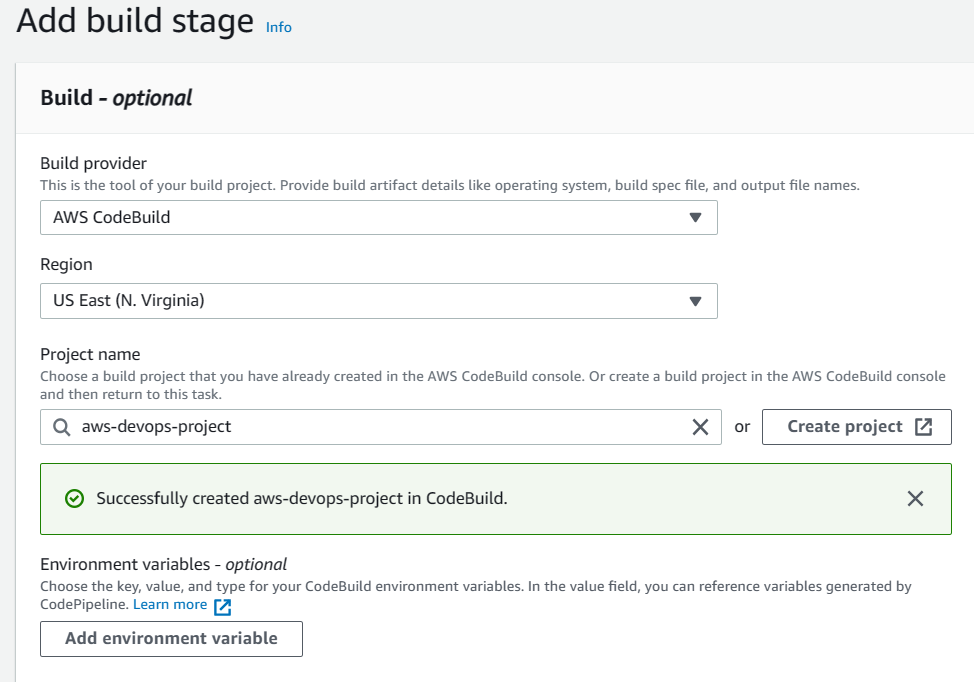 Add build stage Info
Build - optional
Build provider
This is the tool of your build project. Provide build artifact details like operating system, build spec file, and output file names.
AWS CodeBuild
Region
US East (N. Virginia)
Project name
Choose a build project that you have already created in the AWS CodeBuild console. Or create a build project in the AWS CodeBuild console
and then return to this task.
aws-devops-project or Create project
Successfully created aws-devops-project in CodeBuild.
Environment variables - optional
Choose the key, value, and type for your CodeBuild environment variables. In the value field, you can reference variables generated by
CodePipeline. Learn more
Add environment variable